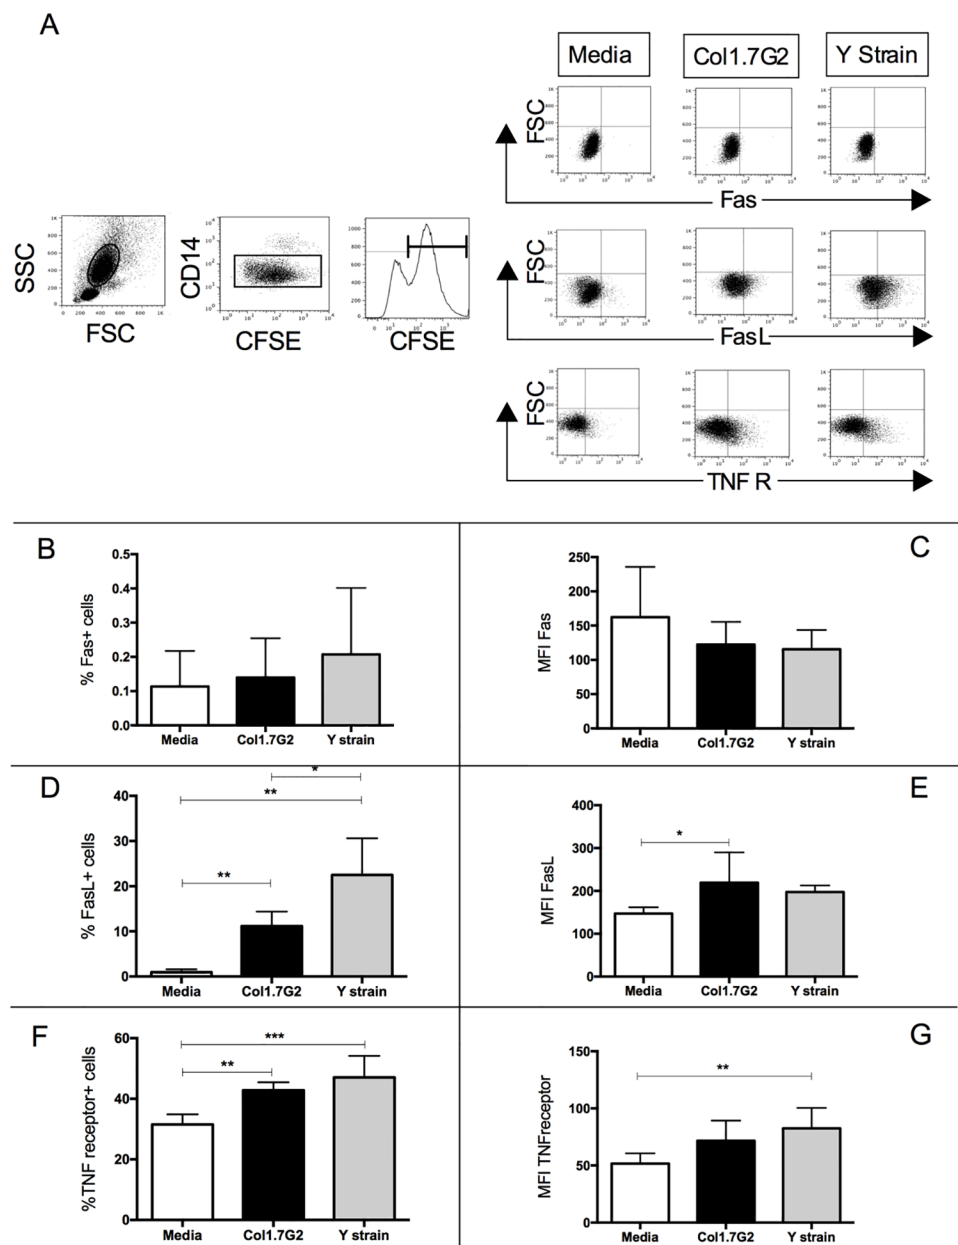 A
Media
Col1.7G2
Y Strain
FSC
Fas
SSC
FSC
CD14
CFSE
CFSE
FSC
FasL
FSC
TNF R
B
% Fas+ cells
0.5
0.4
0.3
0.2
0.1
0.0
Media Col1.7G2 Y strain
C
MFI Fas
250
200
150
100
50
0
Media Col1.7G2 Y strain
D
% FasL+ cells
40
30
20
10
0
**
**
*
Media Col1.7G2 Y strain
E
MFI FasL
400
300
200
100
0
*
Media Col1.7G2 Y strain
F
%TNF receptor+ cells
60
40
20
0
***
**
Media Col1.7G2 Y strain
G
MFI TNFreceptor
150
100
50
0
**
Media Col1.7G2 Y strain